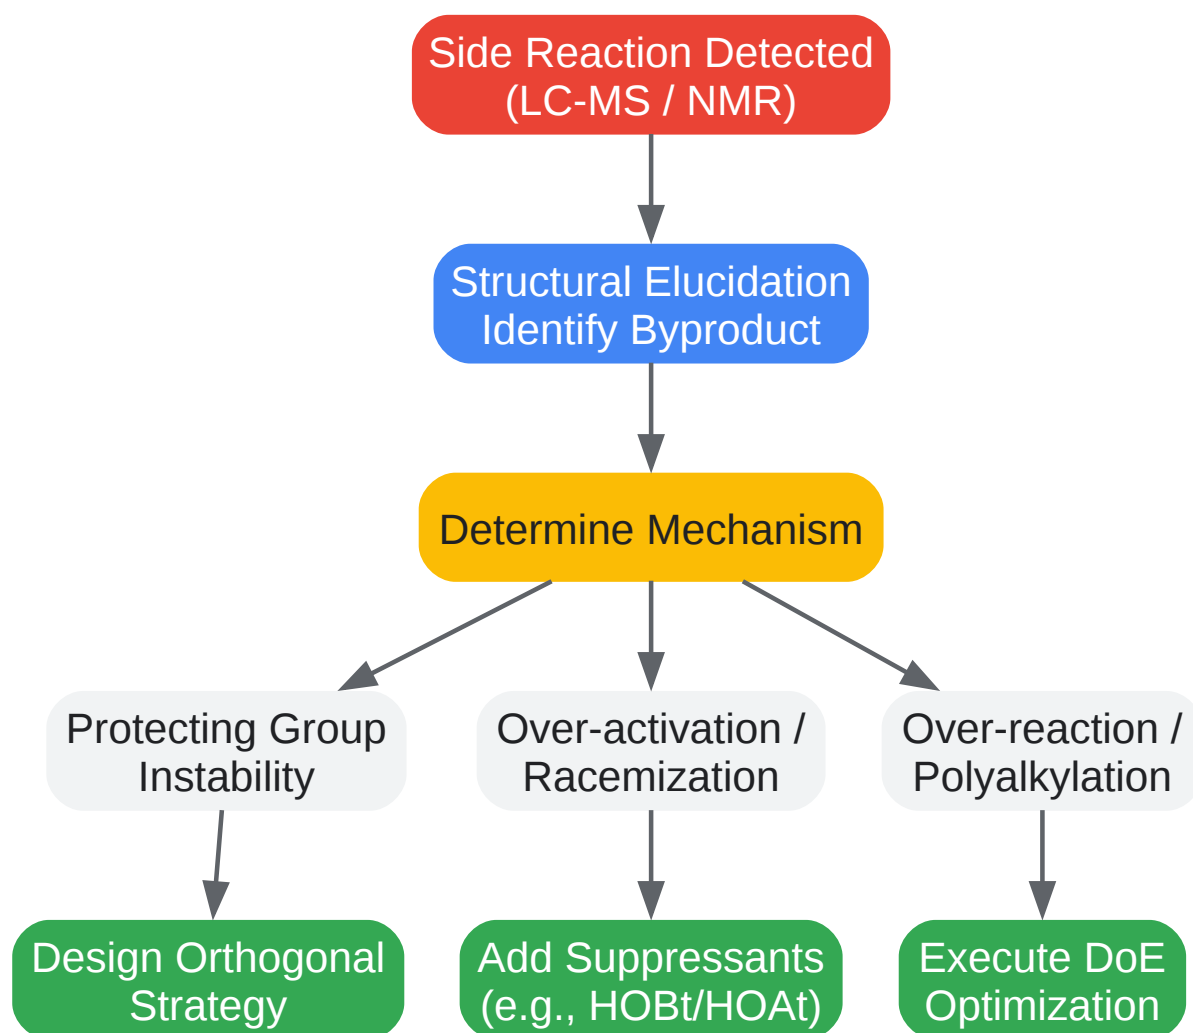 Side Reaction Detected
(LC-MS / NMR)
Structural Elucidation
Identify Byproduct
Determine Mechanism
Protecting Group
Instability
Over-activation /
Racemization
Over-reaction /
Polyalkylation
Design Orthogonal
Strategy
Add Suppressants
(e.g., HOBt/HOAt)
Execute DoE
Optimization